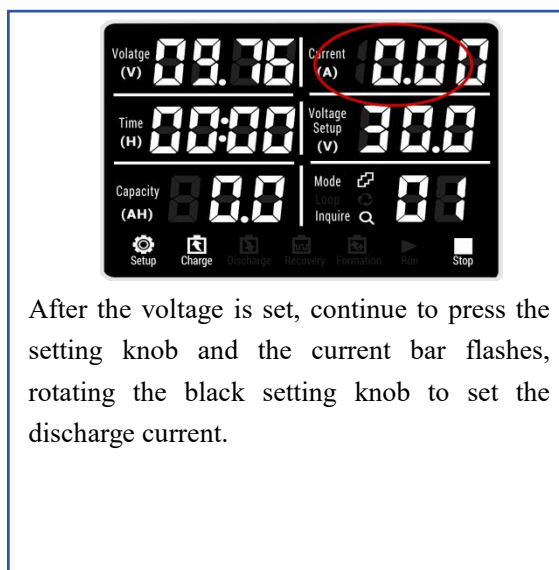 Volatge (V) 09.76
Current (A) 0.00
Time (H) 00:00
Voltage Setup (V) 30.0
Capacity (AH) 0.0
Mode
Loop
Inquire
01
Setup Charge Discharge Recovery Formation Run Stop
After the voltage is set, continue to press the
setting knob and the current bar flashes,
rotating the black setting knob to set the
discharge current.